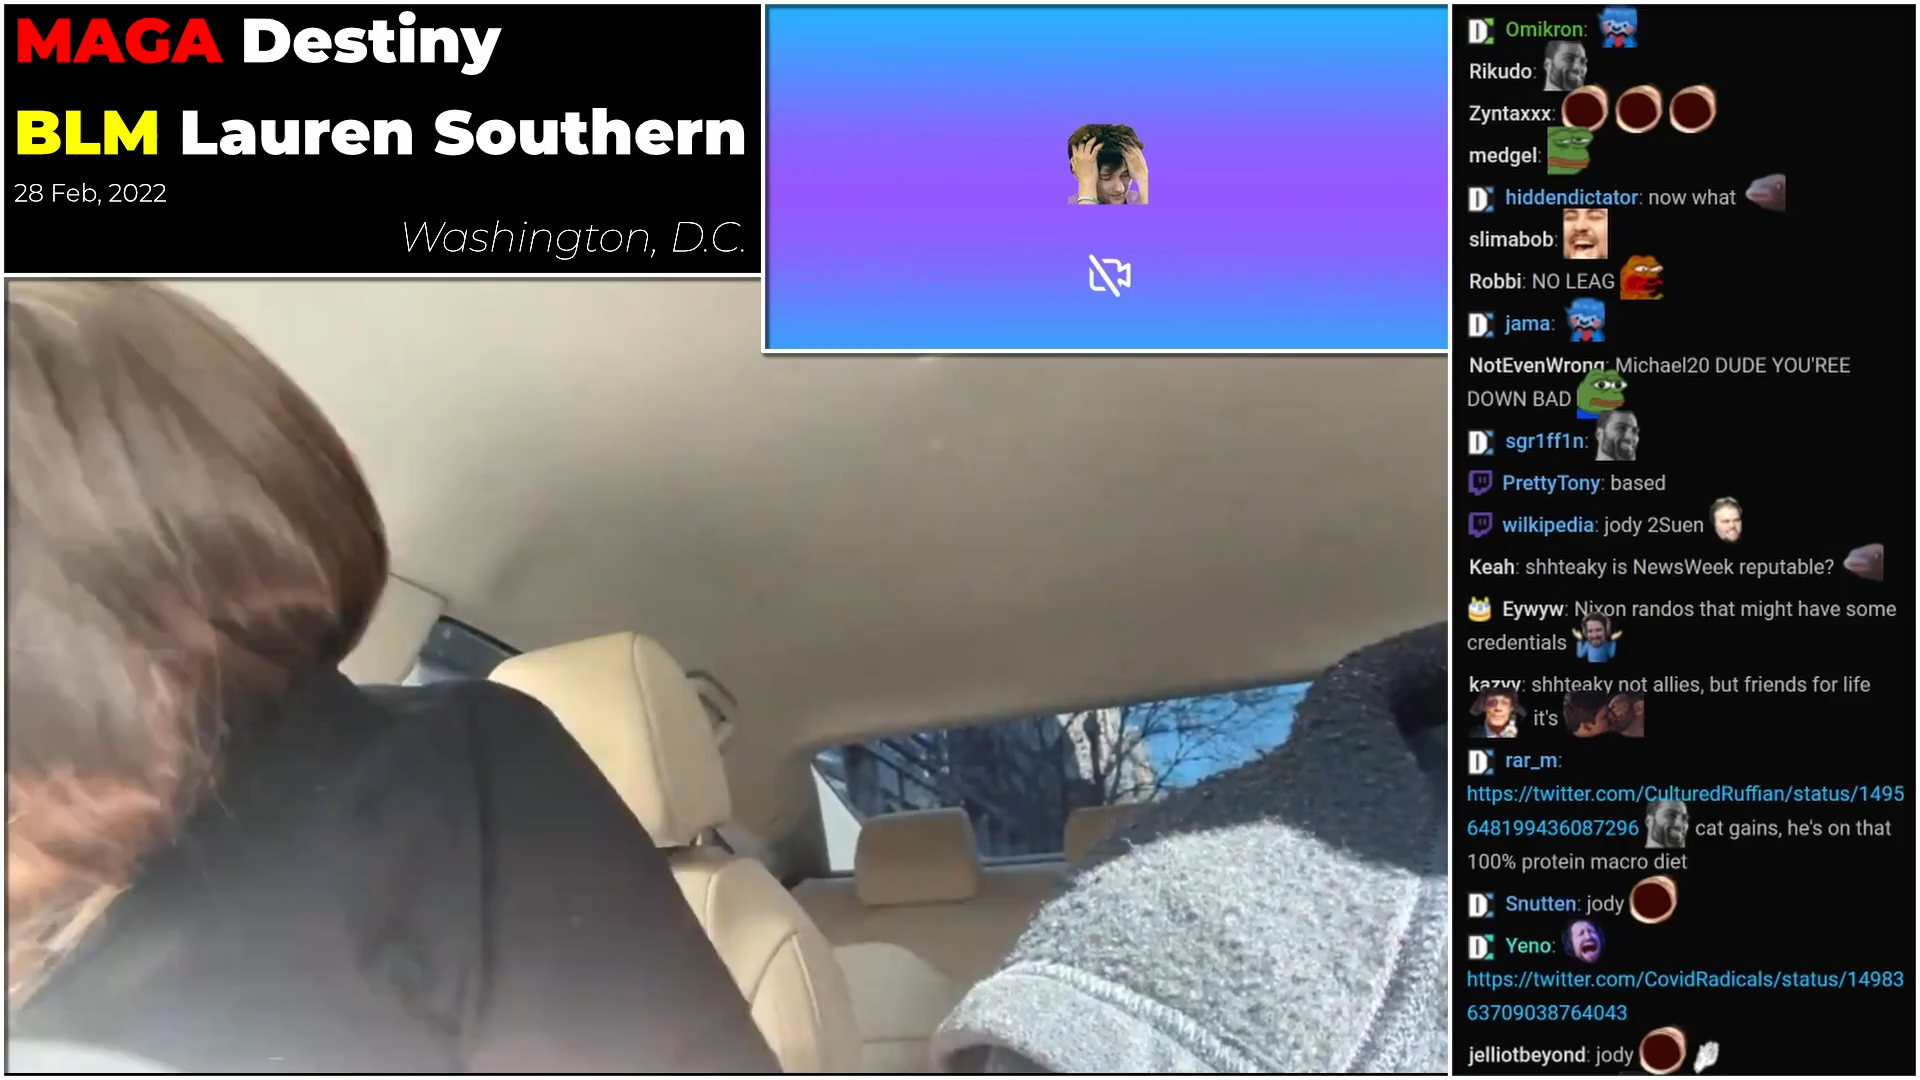 MAGA Destiny
BLM Lauren Southern
28 Feb, 2022
Washington, D.C.
Omikron:
Rikudo:
Zyntaxxx:
medgel:
hiddendictator: now what
slimabob:
Robbi: NO LEAG
jama:
NotEvenWrong: Michael20 DUDE YOU'REE
DOWN BAD
sgr1ff1n:
PrettyTony: based
wilkipedia: jody 2Suen
Keah: shhteaky is NewsWeek reputable?
Eywyw: Nixon randos that might have some
credentials
kazyy: shhteaky not allies, but friends for life
it's
rar_m:
https://twitter.com/CulturedRuffian/status/1495
648199436087296 cat gains, he's on that
100% protein macro diet
Snutten: jody
Yeno:
https://twitter.com/CovidRadicals/status/14983
63709038764043
jelliotbeyond: jody